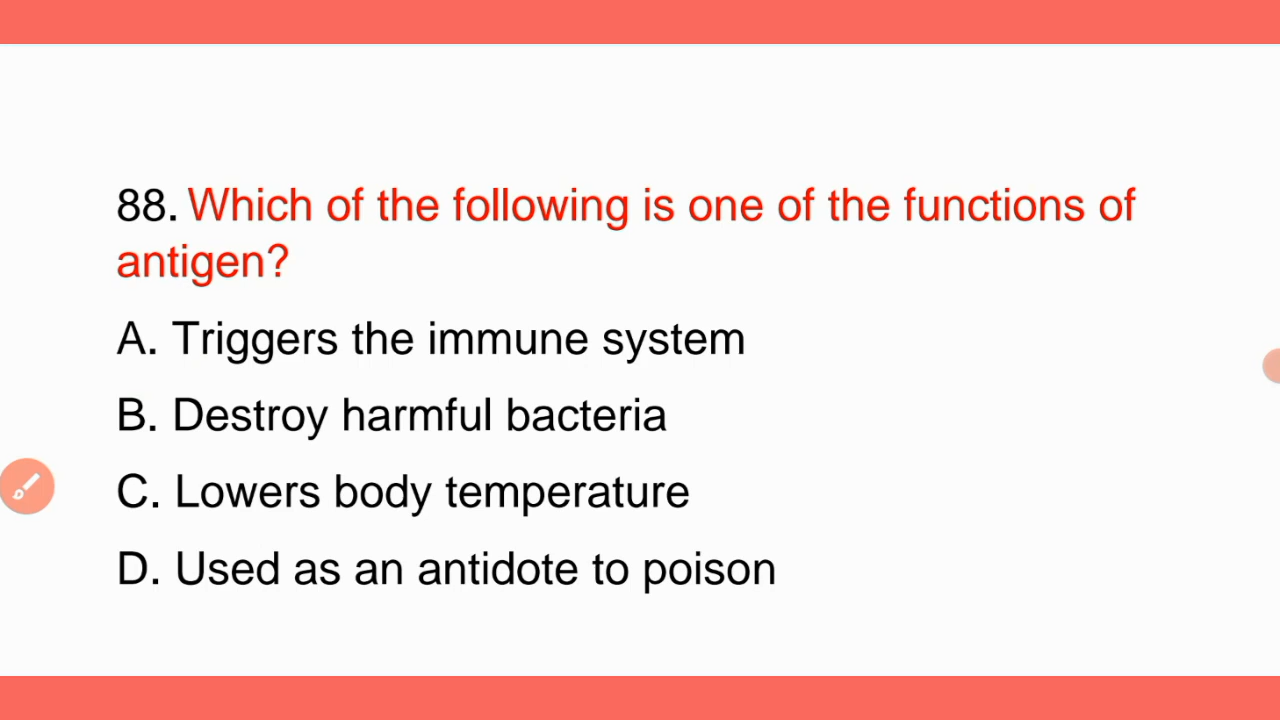 88. Which of the following is one of the functions of
antigen?
A. Triggers the immune system
B. Destroy harmful bacteria
C. Lowers body temperature
D. Used as an antidote to poison